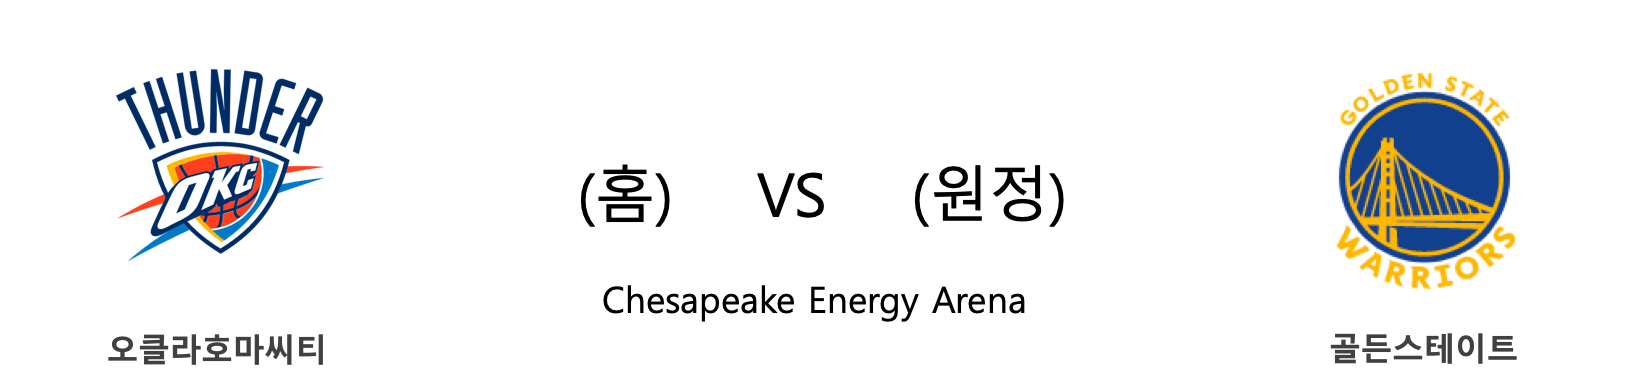 THUNDER
OKC
GOLDEN STATE
WARRIORS
(홈) VS (원정)
Chesapeake Energy Arena
오클라호마씨티
골든스테이트